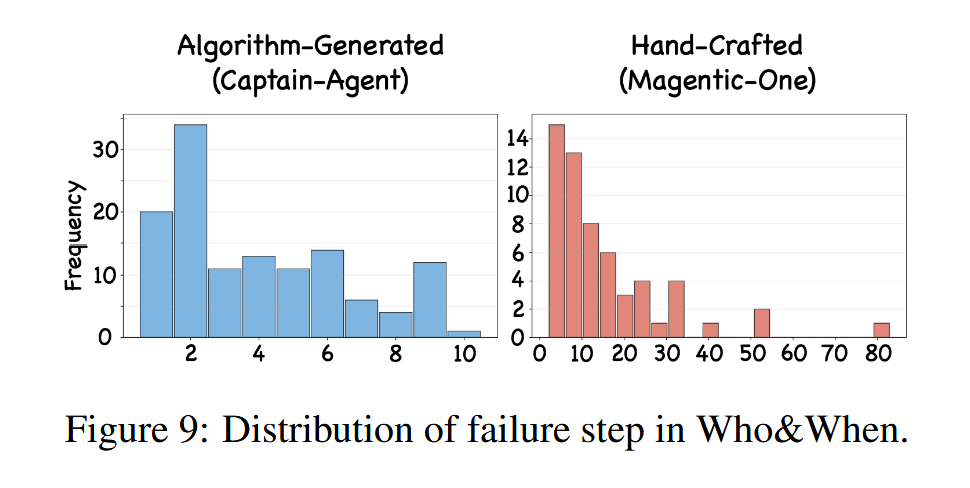 Algorithm-Generated
(Captain-Agent)
Hand-Crafted
(Magentic-One)
Frequency
30
20
10
0
2 4 6 8 10
14
12
10
8
6
4
2
0
0 10 20 30 40 50 60 70 80
Figure 9: Distribution of failure step in Who&When.